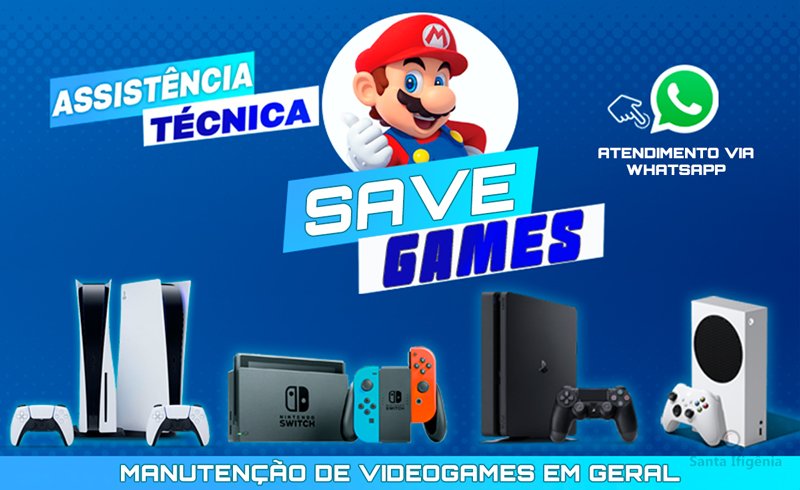 ASSISTÊNCIA
TÉCNICA
M
SAVE
GAMES
ATENDIMENTO VIA
WHATSAPP
NINTENDO
SWITCH
Santa Ifigênia
MANUTENÇÃO DE VIDEOGAMES EM GERAL